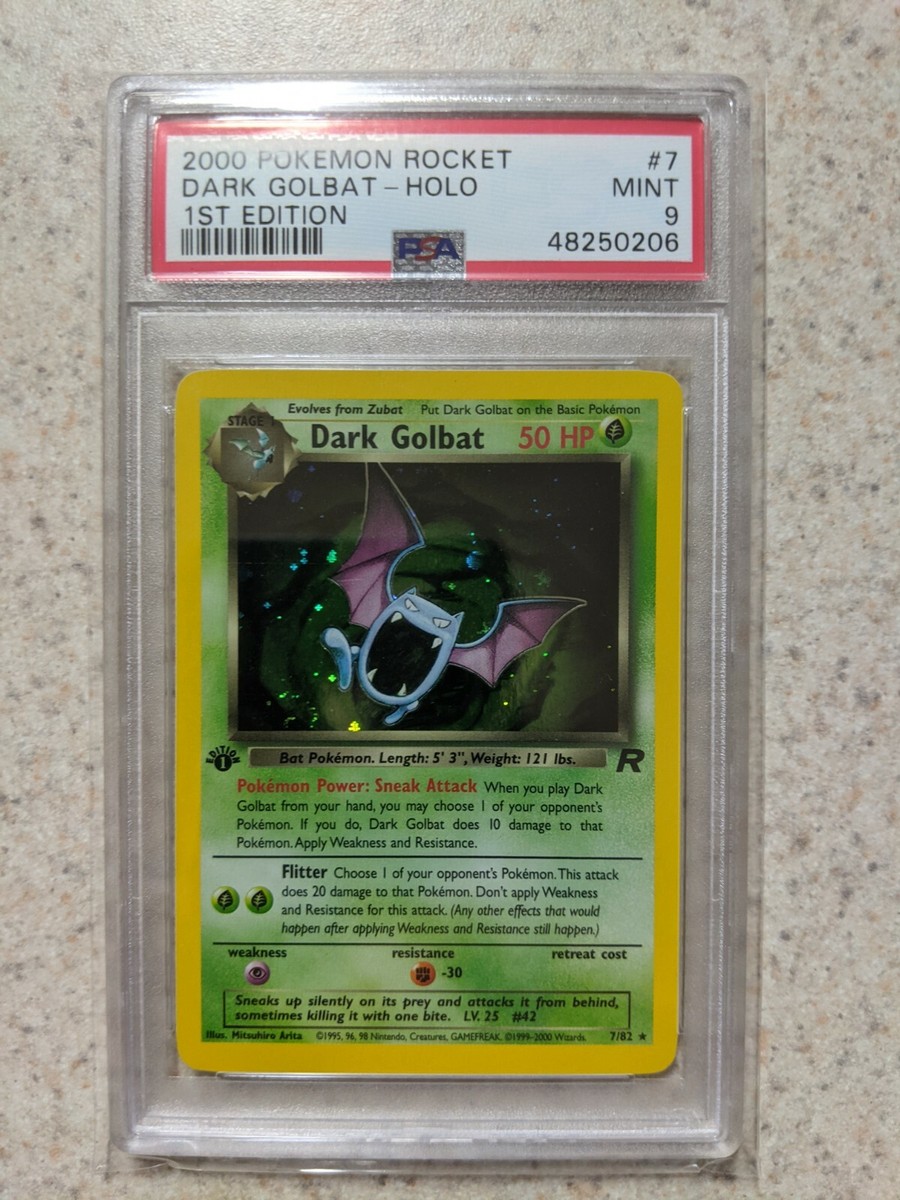 2000 POKEMON ROCKET #7
DARK GOLBAT - HOLO MINT
1ST EDITION 9
PSA 48250206
Evolves from Zubat Put Dark Golbat on the Basic Pokémon
STAGE 1
Dark Golbat 50 HP
EDITION 1
Bat Pokémon. Length: 5' 3", Weight: 121 lbs.
R
Pokémon Power: Sneak Attack When you play Dark
Golbat from your hand, you may choose 1 of your opponent's
Pokémon. If you do, Dark Golbat does 10 damage to that
Pokémon. Apply Weakness and Resistance.
Flitter Choose 1 of your opponent's Pokémon. This attack
does 20 damage to that Pokémon. Don't apply Weakness
and Resistance for this attack. (Any other effects that would
happen after applying Weakness and Resistance still happen.)
weakness resistance retreat cost
-30
Sneaks up silently on its prey and attacks it from behind,
sometimes killing it with one bite. LV. 25 #42
Illus. Mitsuhiro Arita ©1995, 96, 98 Nintendo, Creatures, GAMEFREAK. ©1999-2000 Wizards. 7/82 ★